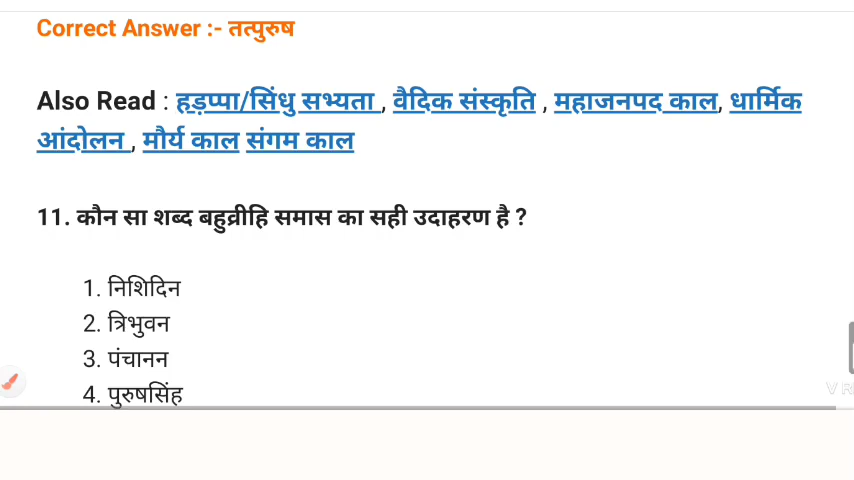 Correct Answer :- तत्पुरुष
Also Read : हड़प्पा/सिंधु सभ्यता , वैदिक संस्कृति , महाजनपद काल, धार्मिक
आंदोलन , मौर्य काल संगम काल
11. कौन सा शब्द बहुव्रीहि समास का सही उदाहरण है ?
1. निशिदिन
2. त्रिभुवन
3. पंचानन
4. पुरुषसिंह